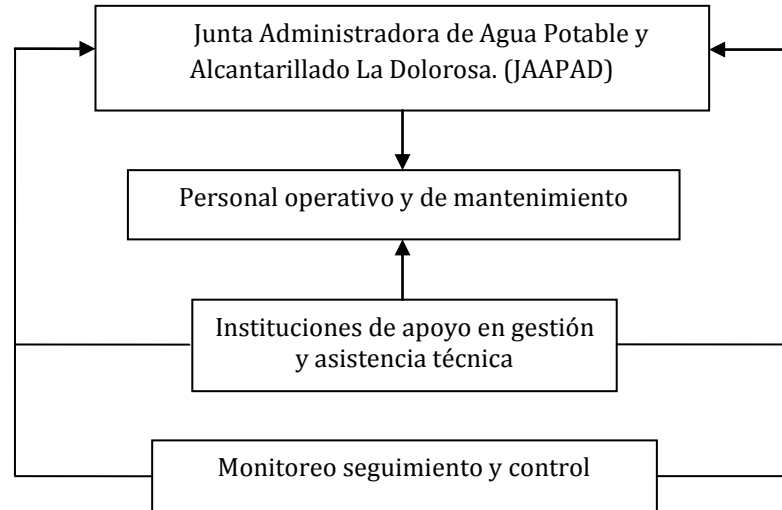 Junta Administradora de Agua Potable y
Alcantarillado La Dolorosa. (JAAPAD)
Personal operativo y de mantenimiento
Instituciones de apoyo en gestión
y asistencia técnica
Monitoreo seguimiento y control